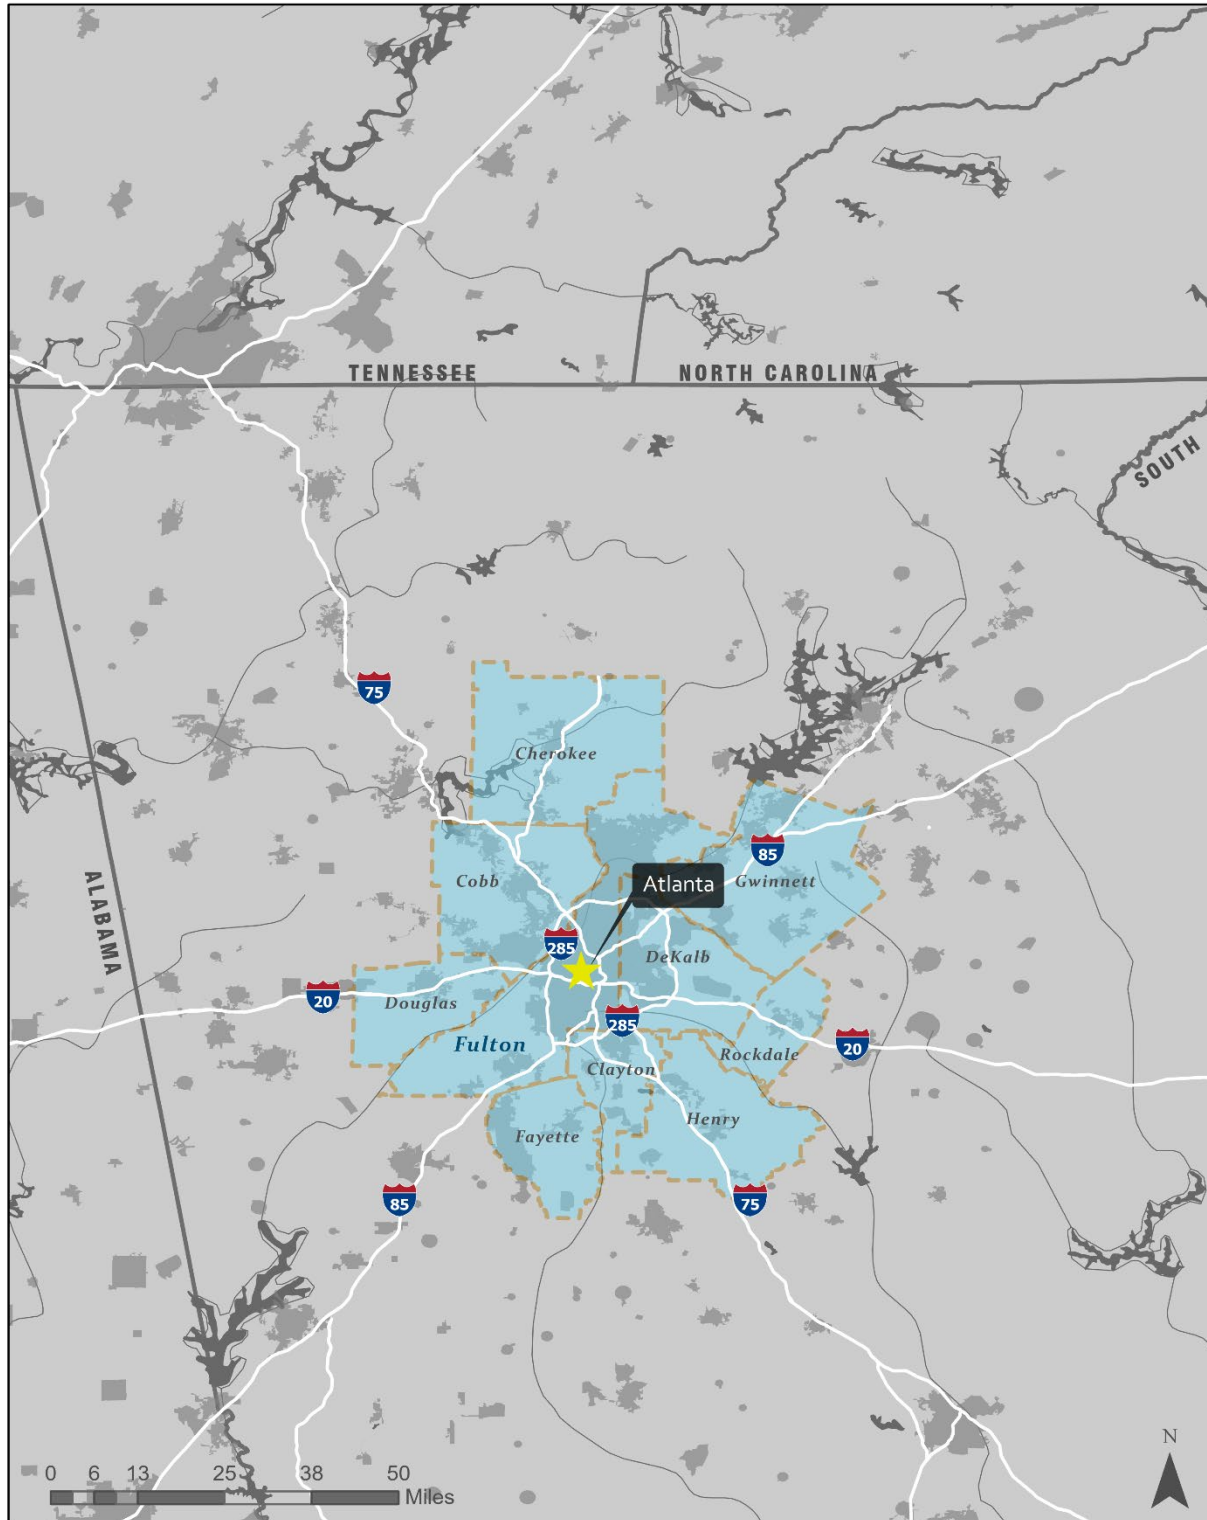 TENNESSEE
NORTH CAROLINA
SOUTH
75
Cherokee
85
Cobb
Atlanta
Gwinnett
ALABAMA
285
DeKalb
20
Douglas
285
Fulton
20
Rockdale
Clayton
Henry
Fayette
85
75
N
0 6 13 25 38 50
Miles